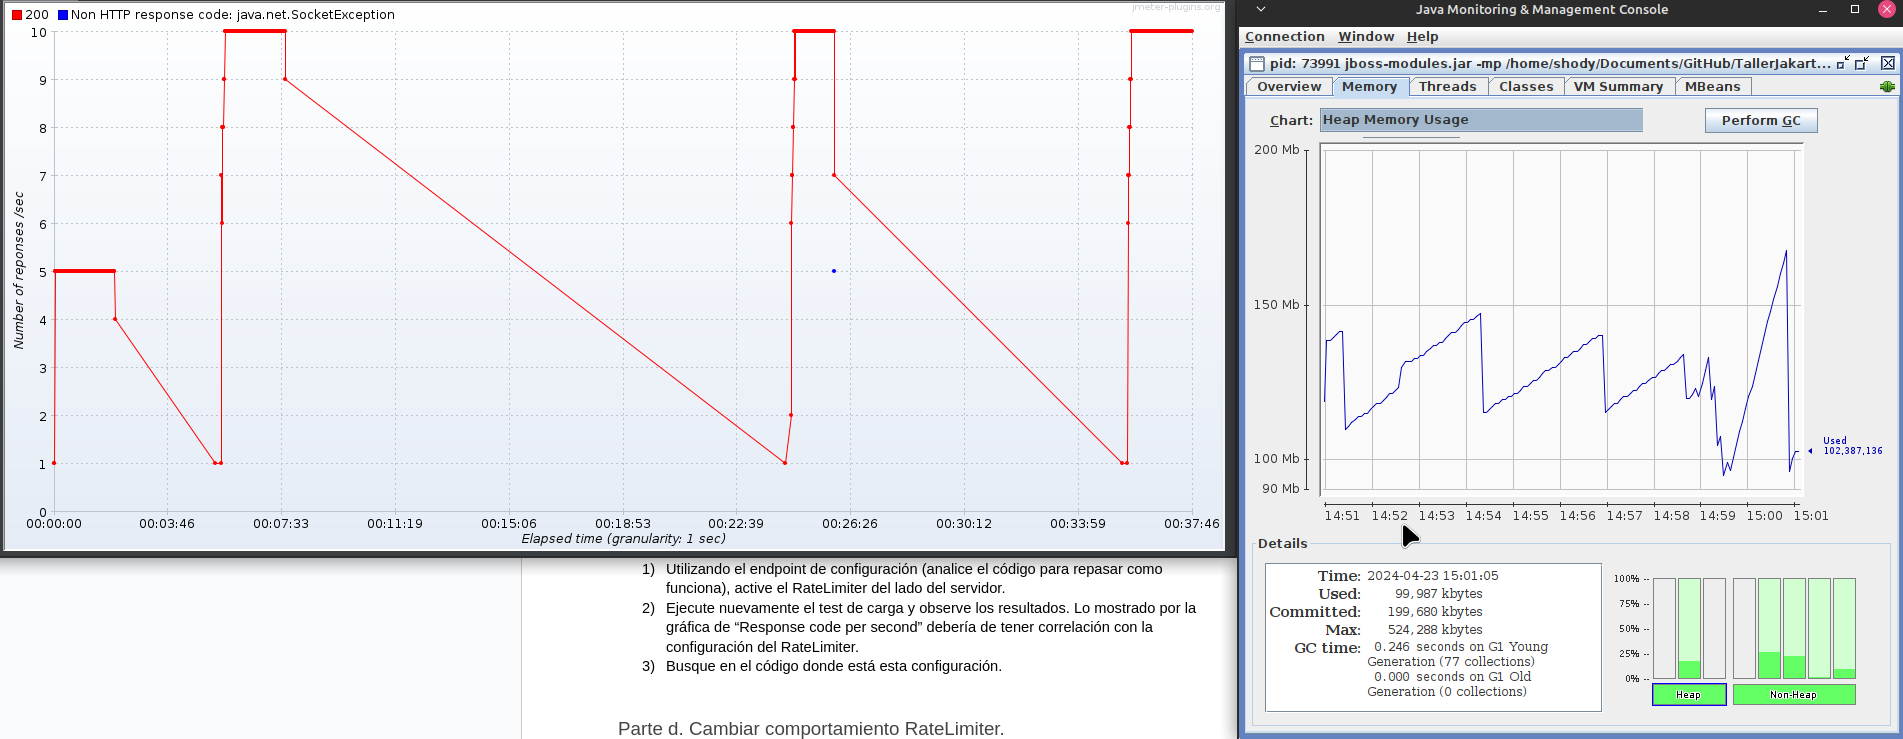 jmeter-plugins.org
200 Non HTTP response code: java.net.SocketException
10
9
8
7
6
5
4
3
2
1
0
Number of reponses /sec
00:00:00 00:03:46 00:07:33 00:11:19 00:15:06 00:18:53 00:22:39 00:26:26 00:30:12 00:33:59 00:37:46
Elapsed time (granularity: 1 sec)
1) Utilizando el endpoint de configuración (analice el código para repasar como
funciona), active el RateLimiter del lado del servidor.
2) Ejecute nuevamente el test de carga y observe los resultados. Lo mostrado por la
gráfica de “Response code per second” debería de tener correlación con la
configuración del RateLimiter.
3) Busque en el código donde está esta configuración.
Parte d. Cambiar comportamiento RateLimiter.
Java Monitoring & Management Console
Connection Window Help
pid: 73991 jboss-modules.jar -mp /home/shody/Documents/GitHub/TallerJakart...
Overview Memory Threads Classes VM Summary MBeans
Chart: Heap Memory Usage Perform GC
200 Mb
150 Mb
100 Mb
90 Mb
Used
102,387,136
14:51 14:52 14:53 14:54 14:55 14:56 14:57 14:58 14:59 15:00 15:01
Details
Time: 2024-04-23 15:01:05
Used: 99,987 kbytes
Committed: 199,680 kbytes
Max: 524,288 kbytes
GC time: 0.246 seconds on G1 Young
Generation (77 collections)
0.000 seconds on G1 Old
Generation (0 collections)
100% --
75% --
50% --
25% --
0% --
Heap Non-Heap